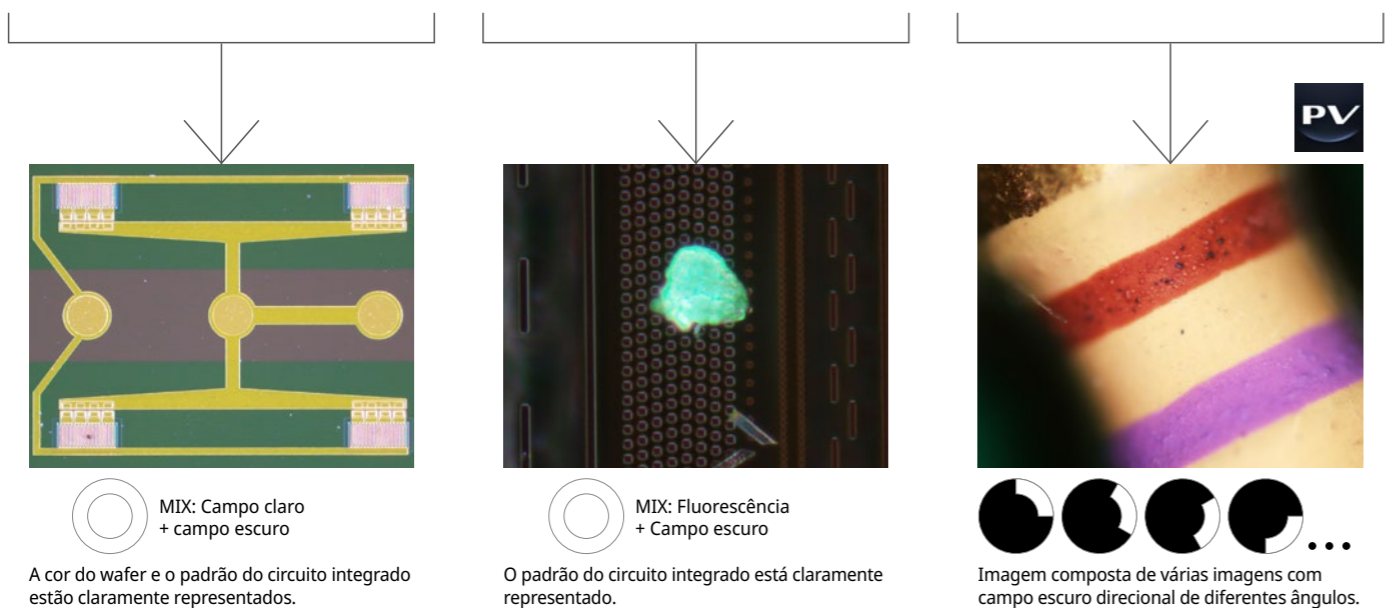 PV
MIX: Campo claro
+ campo escuro
A cor do wafer e o padrão do circuito integrado
estão claramente representados.
MIX: Fluorescência
+ Campo escuro
O padrão do circuito integrado está claramente
representado.
Imagem composta de várias imagens com
campo escuro direcional de diferentes ângulos.